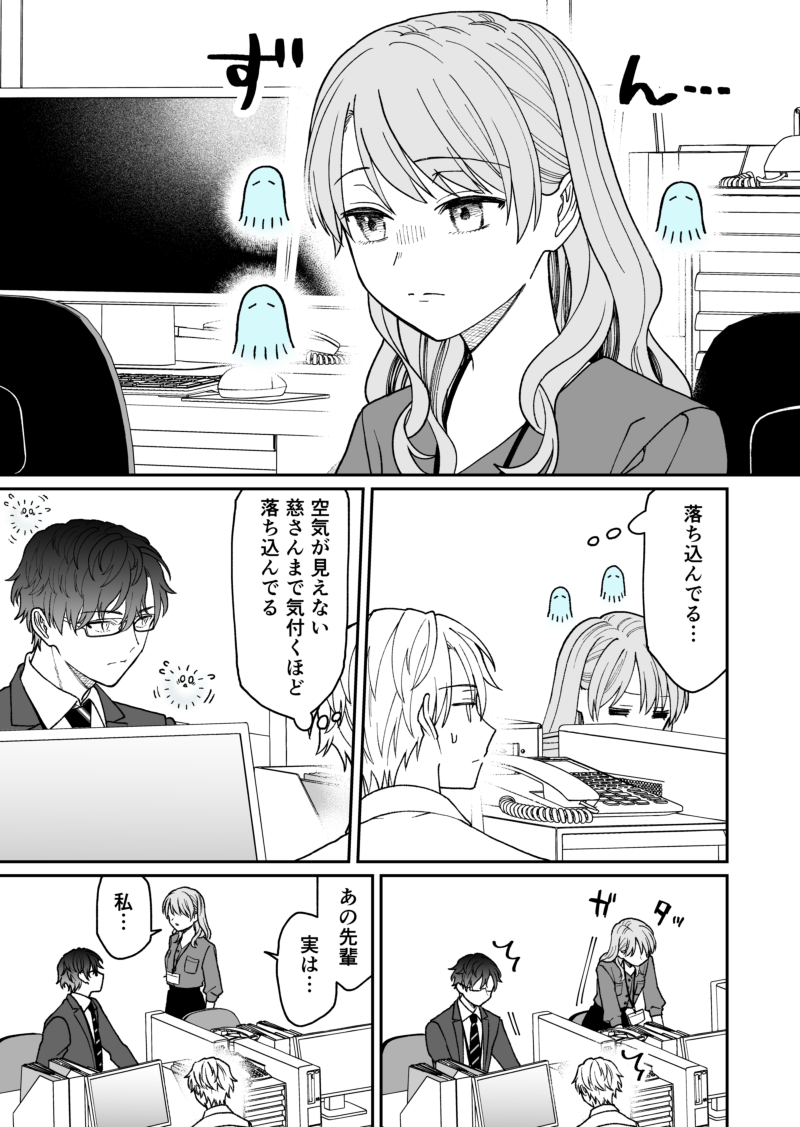 ずん…
落ち込んでる…
空気が見えない
慈さんまで気付くほど
落ち込んでる
ガタッ
あの先輩
実は…
私…